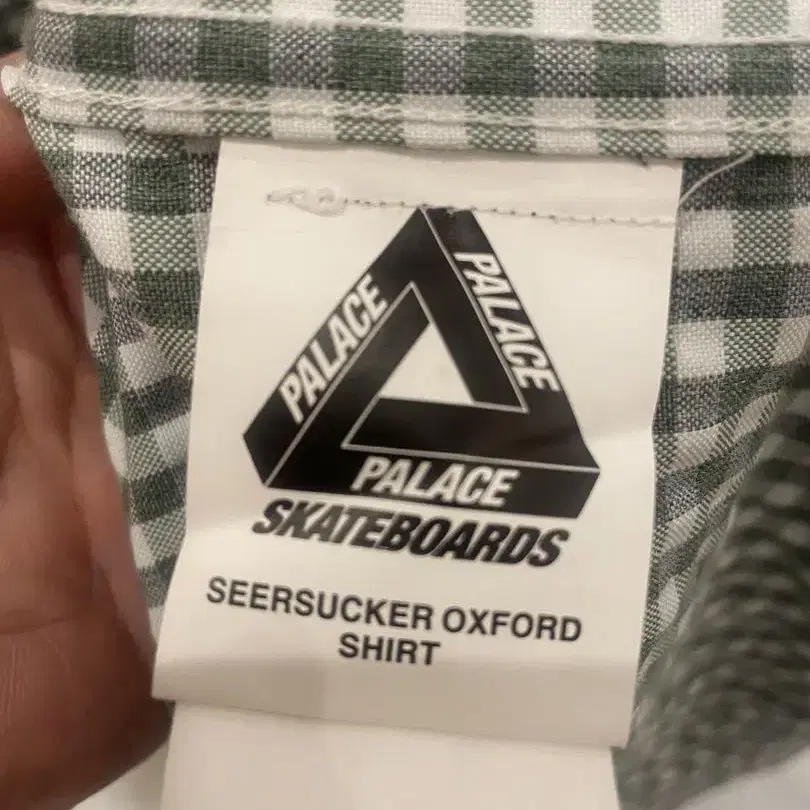 PALACE
PALACE
PALACE
SKATEBOARDS
SEERSUCKER OXFORD
SHIRT